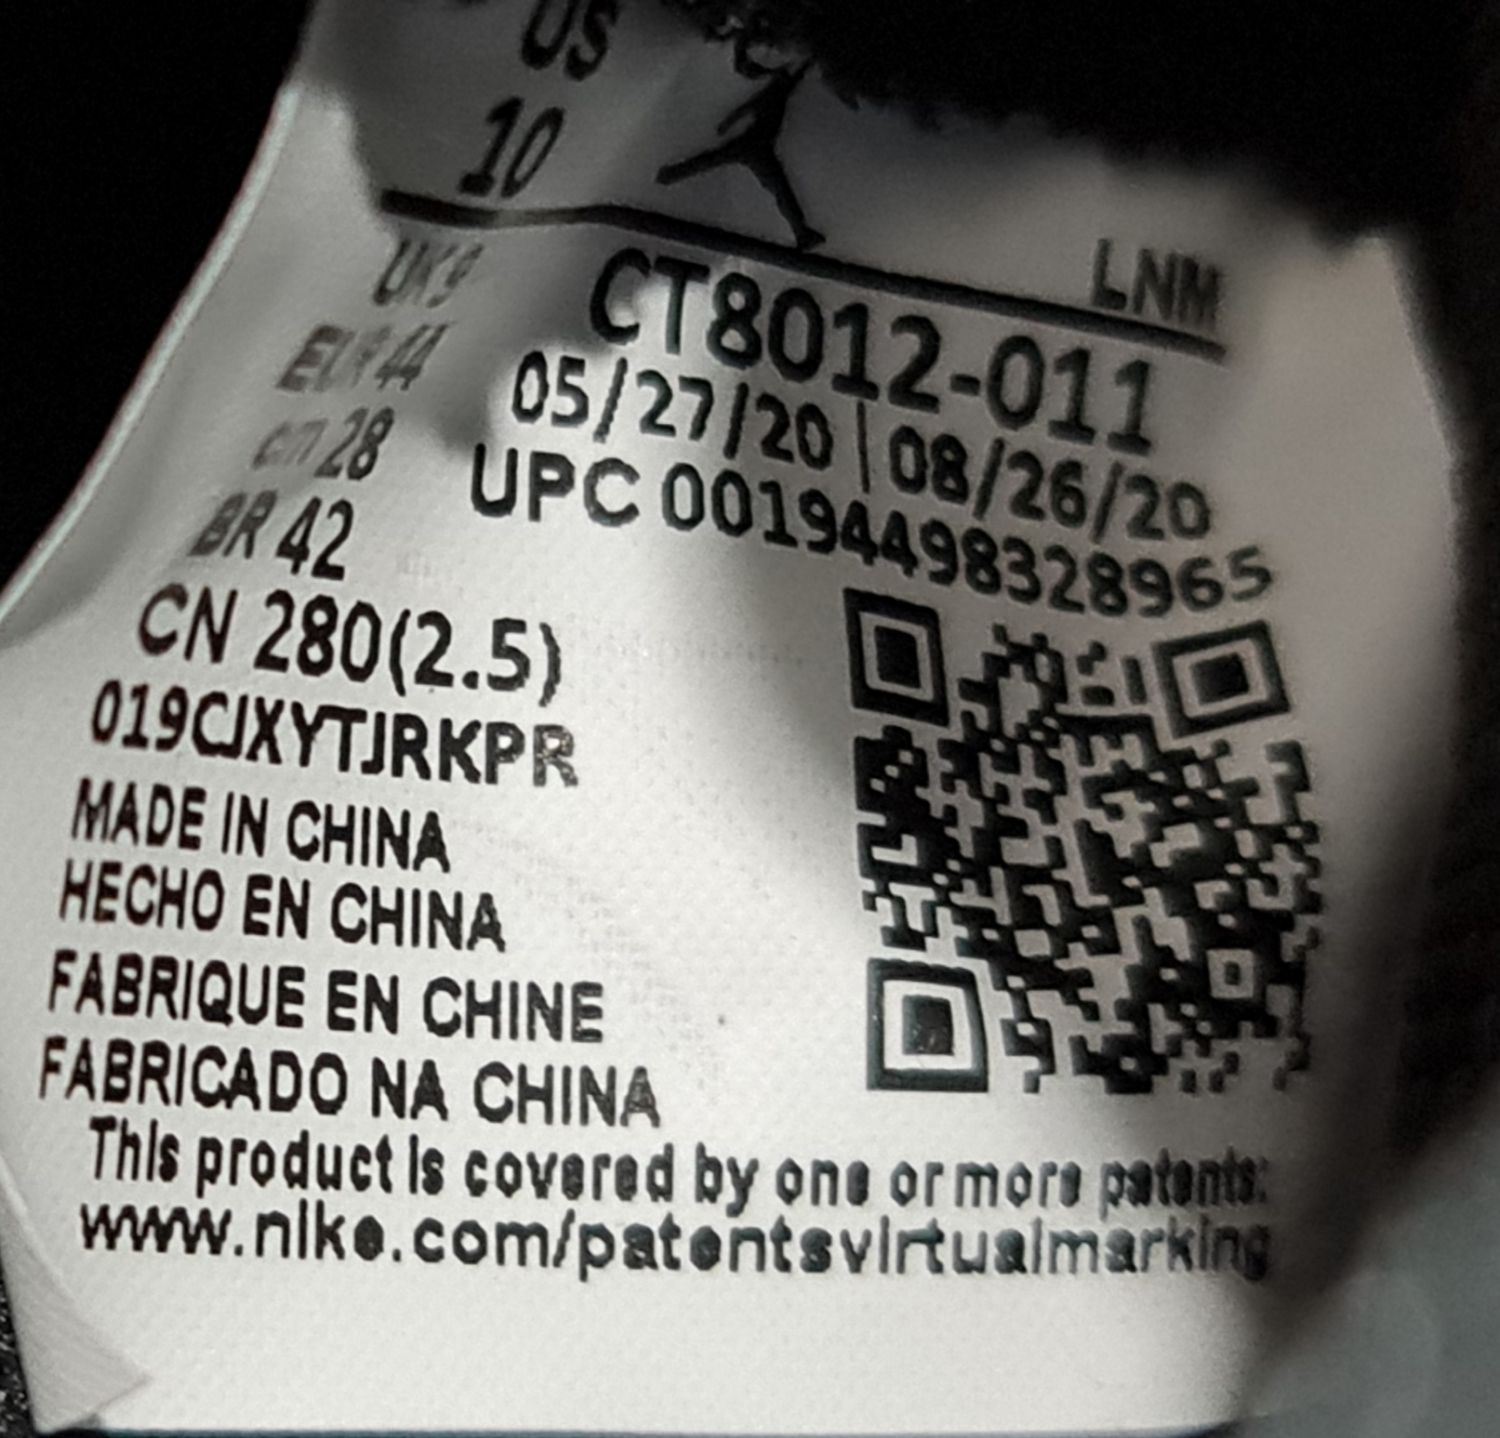 US
10
LNM
UK 9
EUR 44
cm 28
BR 42
CT8012-011
05/27/20 | 08/26/20
UPC 00194498328965
CN 280(2.5)
019CJXYTJRKPR
MADE IN CHINA
HECHO EN CHINA
FABRIQUE EN CHINE
FABRICADO NA CHINA
This product is covered by one or more patents:
www.nike.com/patentsvirtualmarking